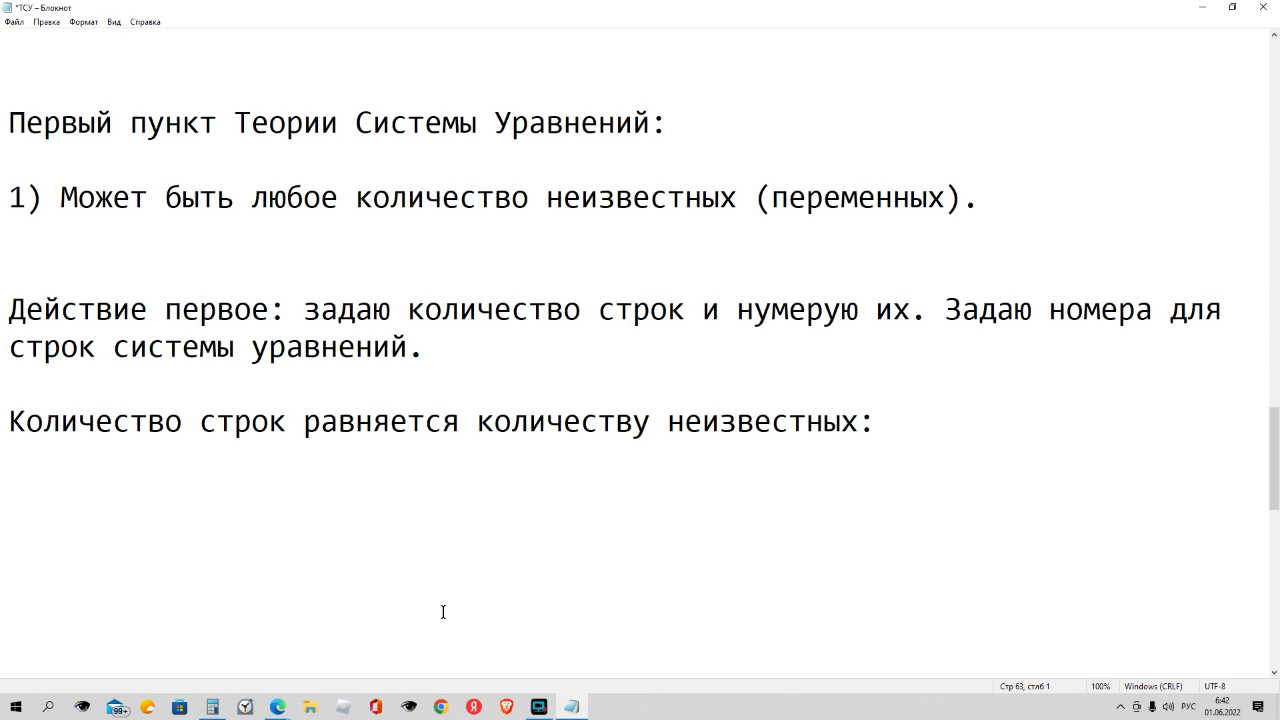 *ТСУ – Блокнот
Файл Правка Формат Вид Справка
Первый пункт Теории Системы Уравнений:
1) Может быть любое количество неизвестных (переменных).
Действие первое: задаю количество строк и нумерую их. Задаю номера для
строк системы уравнений.
Количество строк равняется количеству неизвестных:
Стр 63, стлб 1 100% Windows (CRLF) UTF-8
99+ Я РУС 6:42
01.06.2022